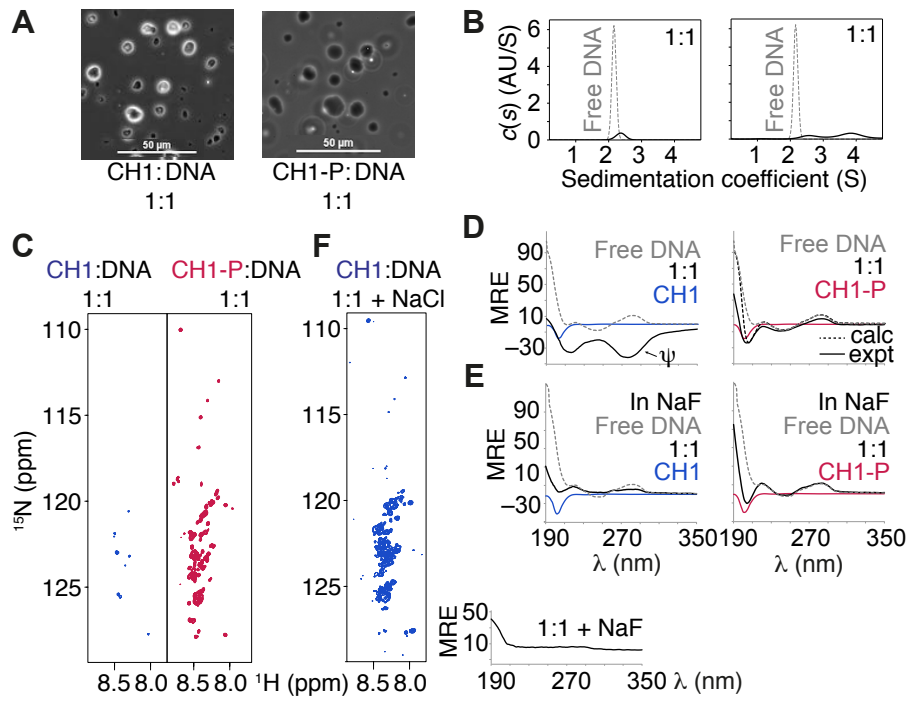 A
50 µm
50 µm
CH1:DNA
1:1
CH1-P:DNA
1:1
B
c(s) (AU/S)
6
4
2
0
Free DNA
1:1
Free DNA
1:1
1 2 3 4
1 2 3 4
Sedimentation coefficient (S)
C
CH1:DNA
1:1
CH1-P:DNA
1:1
110
115
120
125
15N (ppm)
8.5 8.0
8.5 8.0
1H (ppm)
F
CH1:DNA
1:1 + NaCl
110
115
120
125
8.5 8.0
D
MRE
90
50
10
−30
Free DNA
1:1
CH1
ψ
Free DNA
1:1
CH1-P
calc
expt
E
MRE
90
50
10
−30
In NaF
Free DNA
1:1
CH1
In NaF
Free DNA
1:1
CH1-P
190 270 350
190 270 350
λ (nm)
λ (nm)
MRE
50
10
1:1 + NaF
190 270 350 λ (nm)